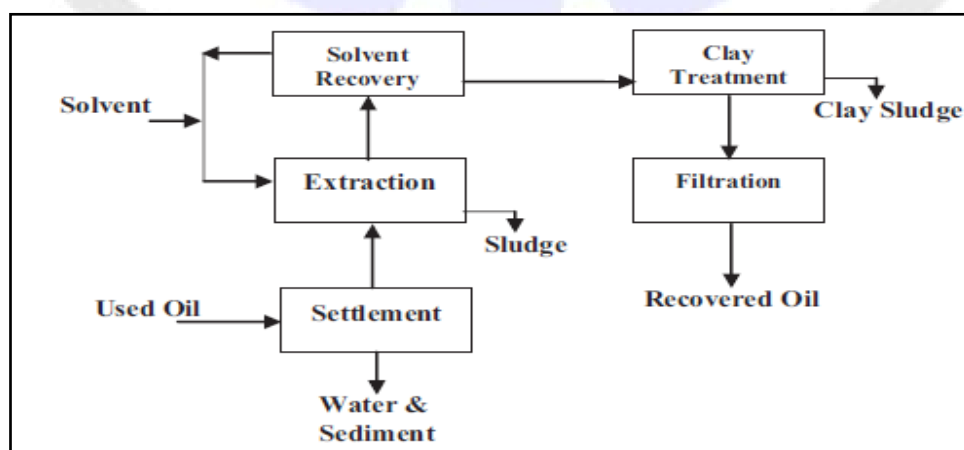 Solvent
Recovery
Clay
Treatment
Solvent
Clay Sludge
Extraction
Filtration
Sludge
Used Oil
Settlement
Recovered Oil
Water &
Sediment